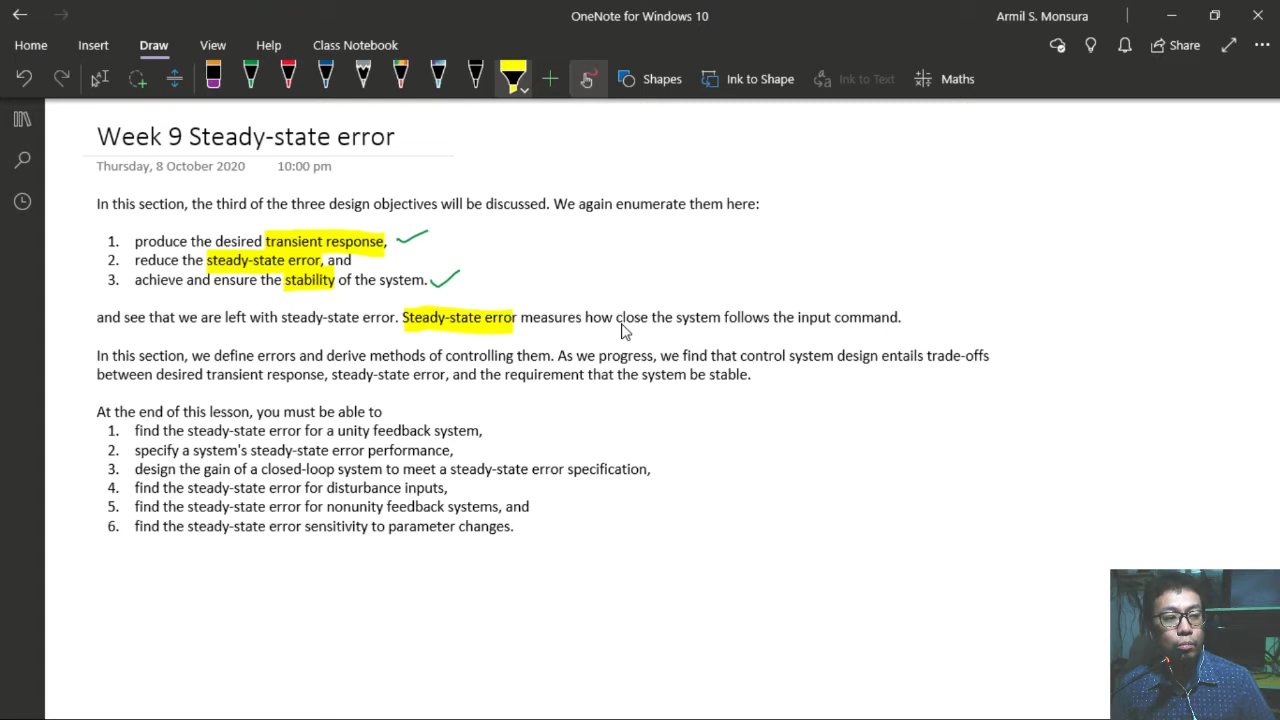 OneNote for Windows 10
Armil S. Monsura
Home Insert Draw View Help Class Notebook
Share
Shapes Ink to Shape Ink to Text Maths
Week 9 Steady-state error
Thursday, 8 October 2020 10:00 pm
In this section, the third of the three design objectives will be discussed. We again enumerate them here:
1. produce the desired transient response,
2. reduce the steady-state error, and
3. achieve and ensure the stability of the system.
and see that we are left with steady-state error. Steady-state error measures how close the system follows the input command.
In this section, we define errors and derive methods of controlling them. As we progress, we find that control system design entails trade-offs
between desired transient response, steady-state error, and the requirement that the system be stable.
At the end of this lesson, you must be able to
1. find the steady-state error for a unity feedback system,
2. specify a system's steady-state error performance,
3. design the gain of a closed-loop system to meet a steady-state error specification,
4. find the steady-state error for disturbance inputs,
5. find the steady-state error for nonunity feedback systems, and
6. find the steady-state error sensitivity to parameter changes.